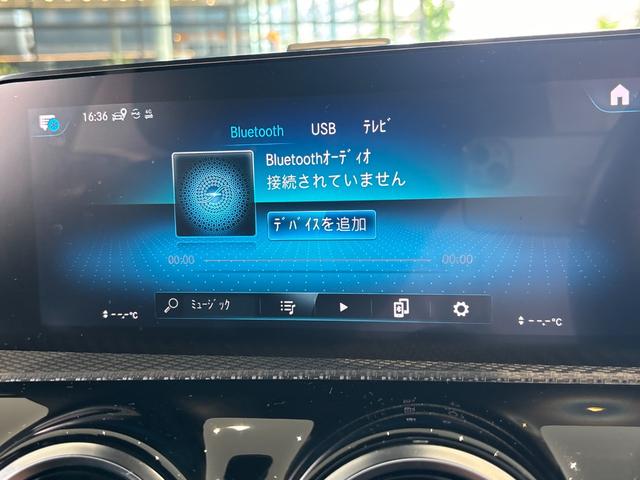 16:36
4G
Bluetooth USB テレビ
Bluetoothオーディオ
接続されていません
デバイスを追加
00:00 00:00
ミュージック
--.-°C --.-°C